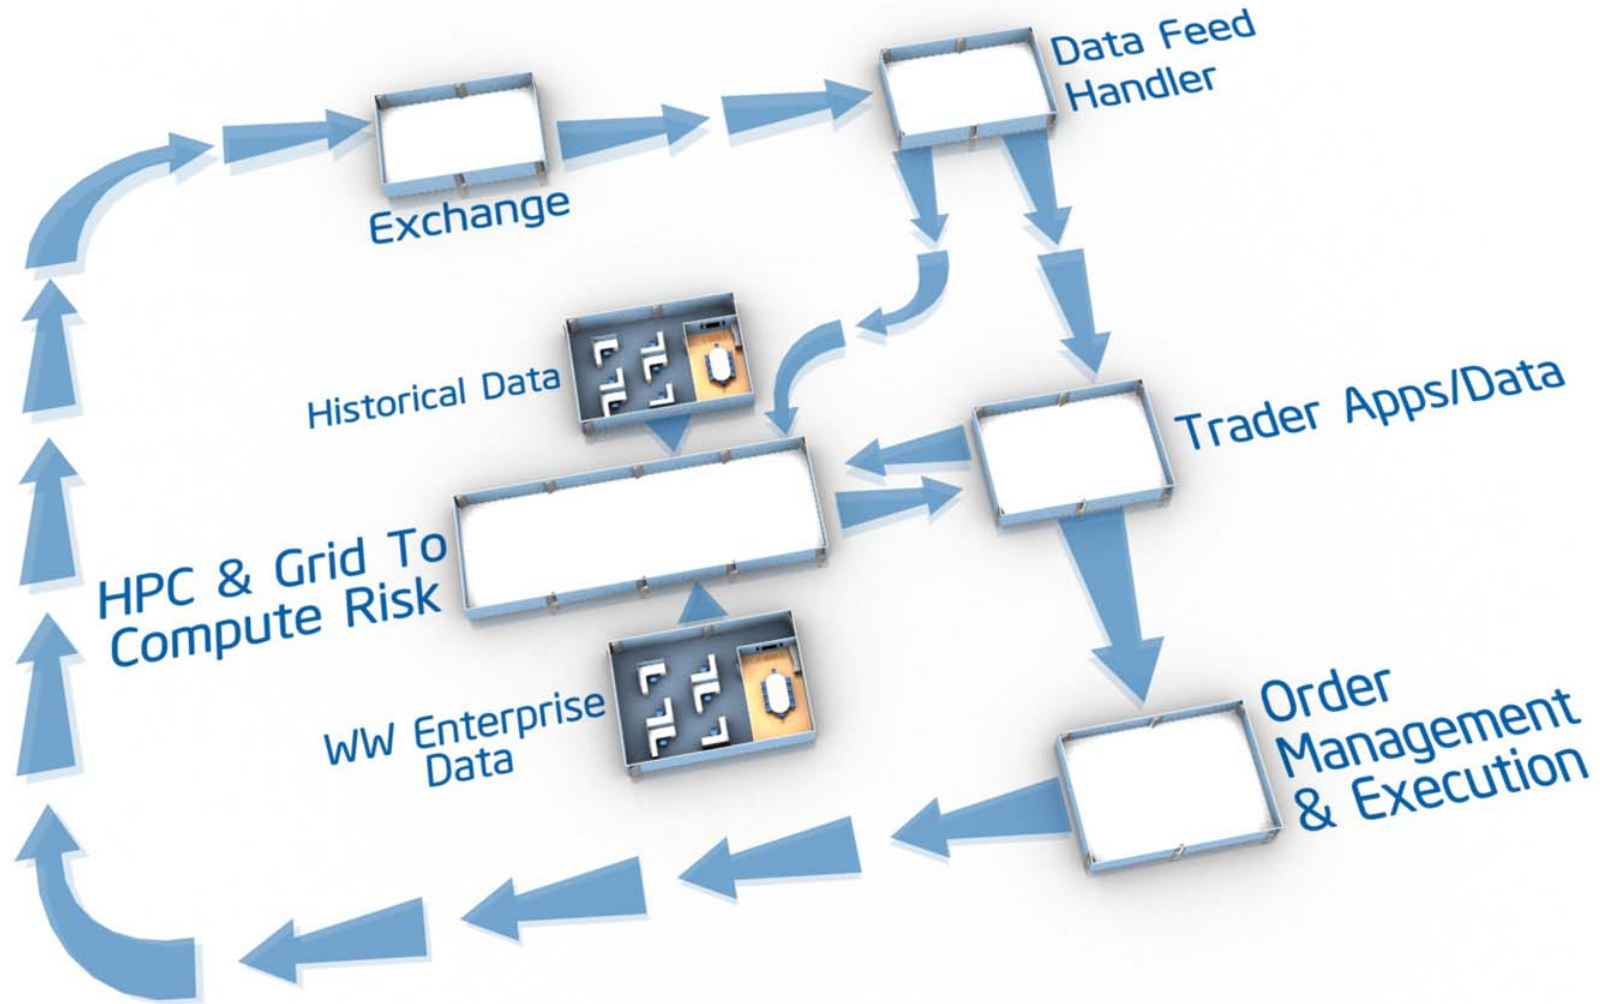 Data Feed
Handler
Exchange
Historical Data
Trader Apps/Data
HPC & Grid To
Compute Risk
WW Enterprise
Data
Order
Management
& Execution